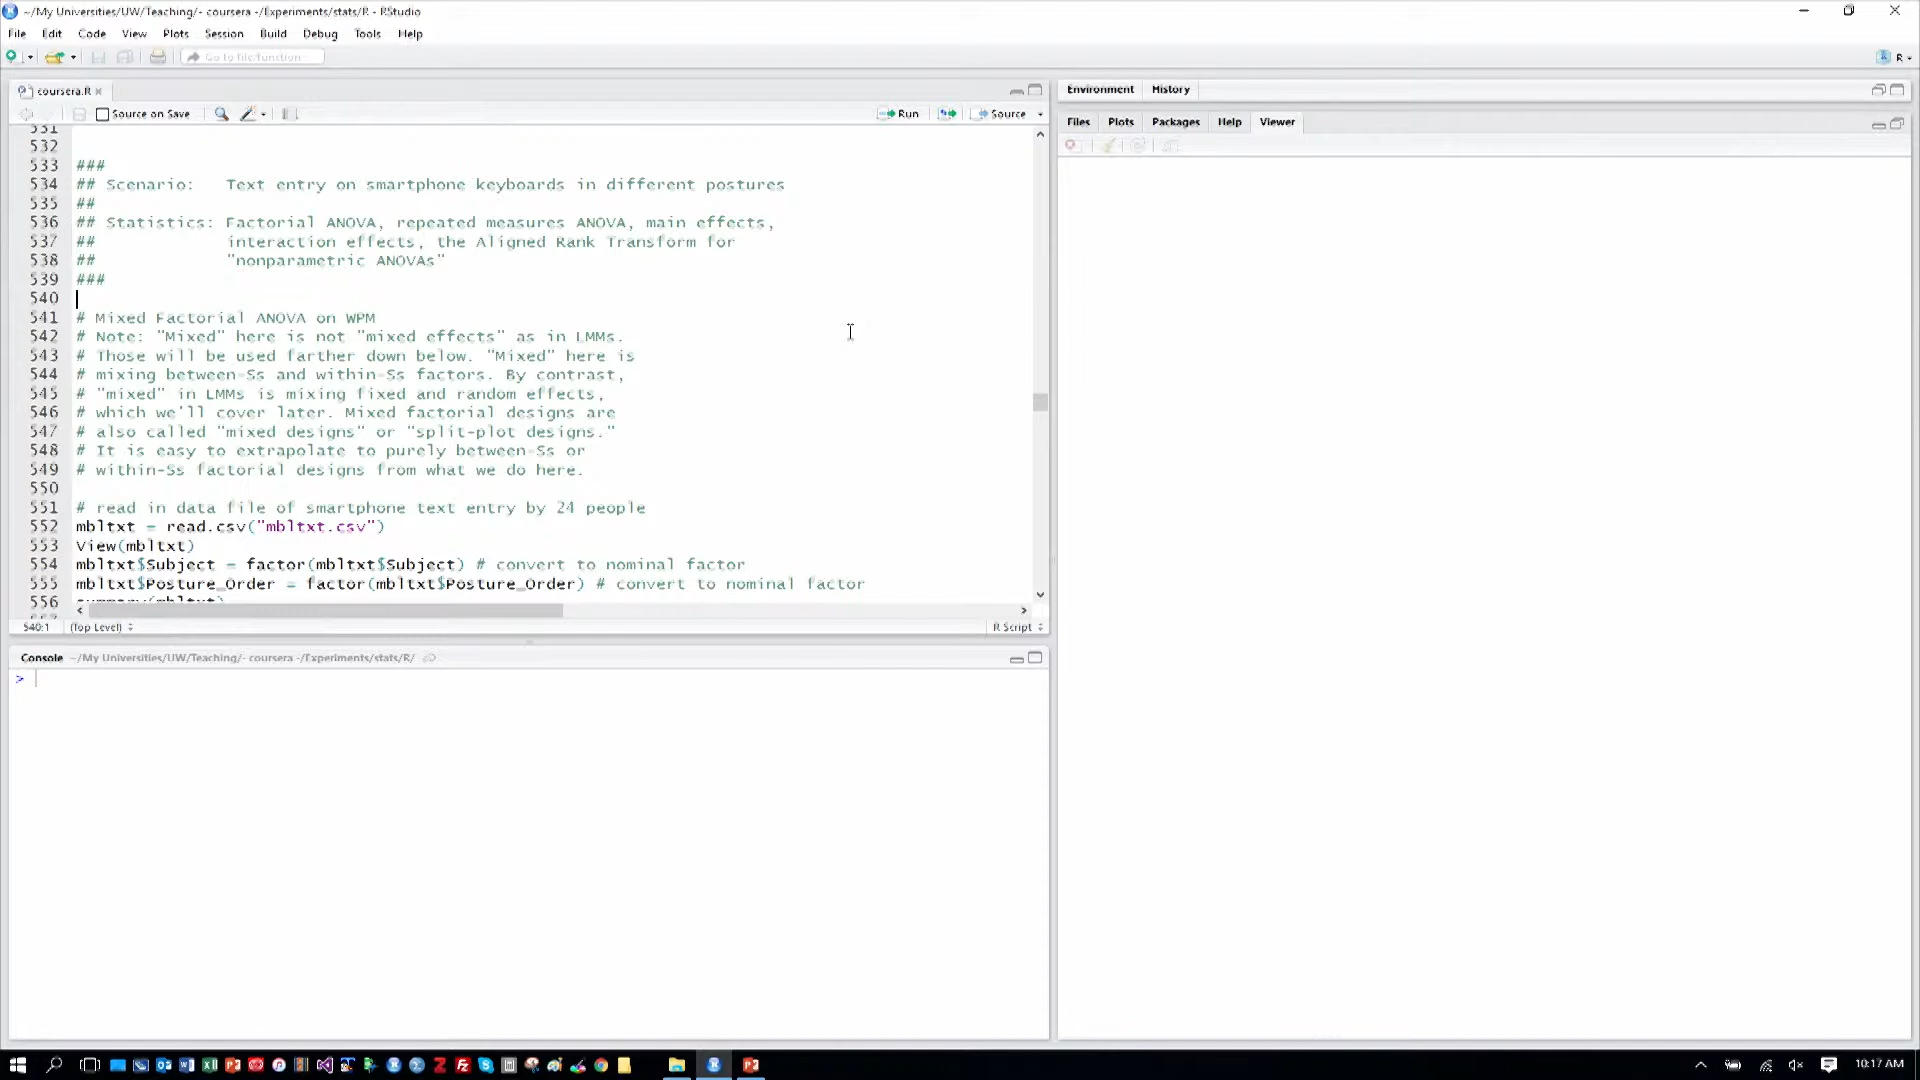 ~/My Universities/UW/Teaching/- coursera -/Experiments/stats/R - RStudio
File Edit Code View Plots Session Build Debug Tools Help
Go to file/function
R
coursera.R
Environment History
Source on Save
Run
Source
Files Plots Packages Help Viewer
531
532
533 ###
534 ## Scenario: Text entry on smartphone keyboards in different postures
535 ##
536 ## Statistics: Factorial ANOVA, repeated measures ANOVA, main effects,
537 ## interaction effects, the Aligned Rank Transform for
538 ## "nonparametric ANOVAs"
539 ###
540
541 # Mixed Factorial ANOVA on WPM
542 # Note: "Mixed" here is not "mixed effects" as in LMMs.
543 # Those will be used farther down below. "Mixed" here is
544 # mixing between-Ss and within-Ss factors. By contrast,
545 # "mixed" in LMMs is mixing fixed and random effects,
546 # which we'll cover later. Mixed factorial designs are
547 # also called "mixed designs" or "split-plot designs."
548 # It is easy to extrapolate to purely between-Ss or
549 # within-Ss factorial designs from what we do here.
550
551 # read in data file of smartphone text entry by 24 people
552 mbltxt = read.csv("mbltxt.csv")
553 View(mbltxt)
554 mbltxt$Subject = factor(mbltxt$Subject) # convert to nominal factor
555 mbltxt$Posture_Order = factor(mbltxt$Posture_Order) # convert to nominal factor
556 summary(mbltxt)
540:1 (Top Level) R Script
Console ~/My Universities/UW/Teaching/- coursera -/Experiments/stats/R/
>
10:17 AM